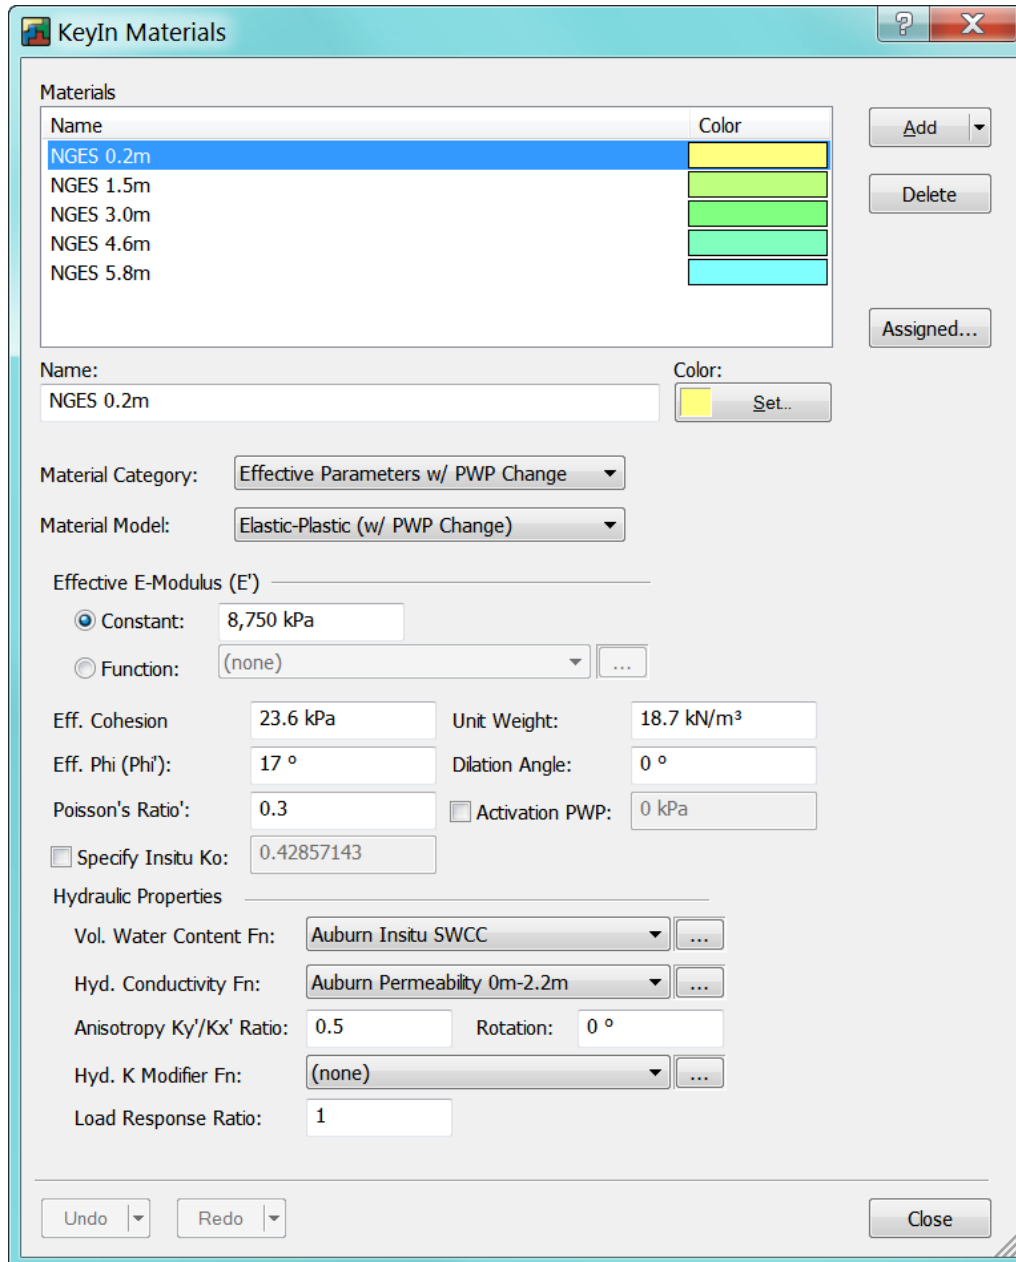 KeyIn Materials
?
X
Materials
Name Color
NGES 0.2m
NGES 1.5m
NGES 3.0m
NGES 4.6m
NGES 5.8m
Add
Delete
Assigned...
Name: Color:
NGES 0.2m Set...
Material Category: Effective Parameters w/ PWP Change
Material Model: Elastic-Plastic (w/ PWP Change)
Effective E-Modulus (E')
Constant: 8,750 kPa
Function: (none) ...
Eff. Cohesion 23.6 kPa Unit Weight: 18.7 kN/m³
Eff. Phi (Phi'): 17 º Dilation Angle: 0 º
Poisson's Ratio': 0.3 Activation PWP: 0 kPa
Specify Insitu Ko: 0.42857143
Hydraulic Properties
Vol. Water Content Fn: Auburn Insitu SWCC ...
Hyd. Conductivity Fn: Auburn Permeability 0m-2.2m ...
Anisotropy Ky'/Kx' Ratio: 0.5 Rotation: 0 º
Hyd. K Modifier Fn: (none) ...
Load Response Ratio: 1
Undo Redo Close